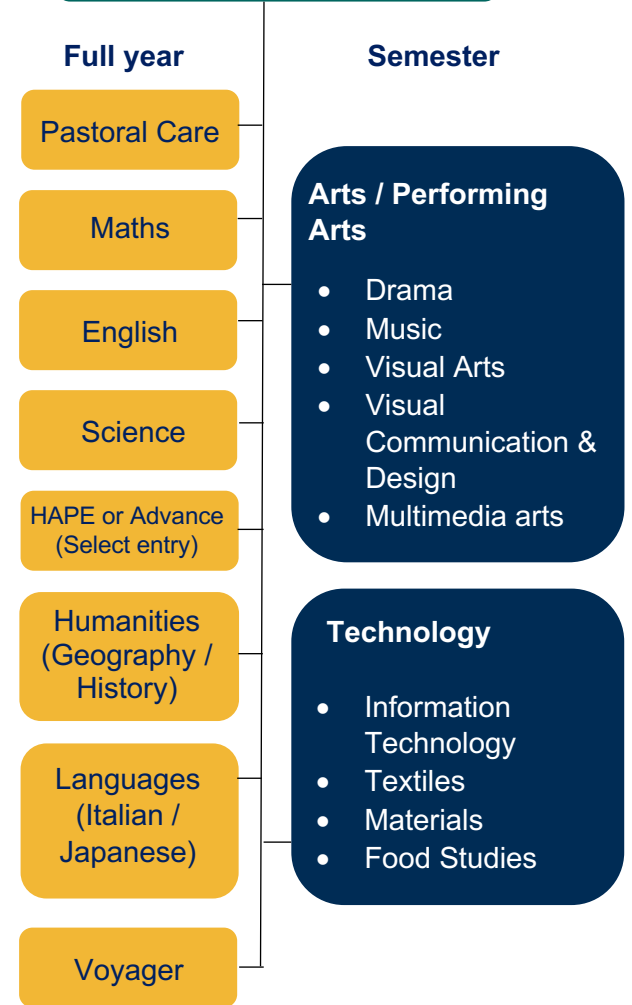 Full year
Semester
Pastoral Care
Maths
English
Science
HAPE or Advance
(Select entry)
Humanities
(Geography /
History)
Languages
(Italian /
Japanese)
Voyager
Arts / Performing
Arts
• Drama
• Music
• Visual Arts
• Visual
Communication &
Design
• Multimedia arts
Technology
• Information
Technology
• Textiles
• Materials
• Food Studies